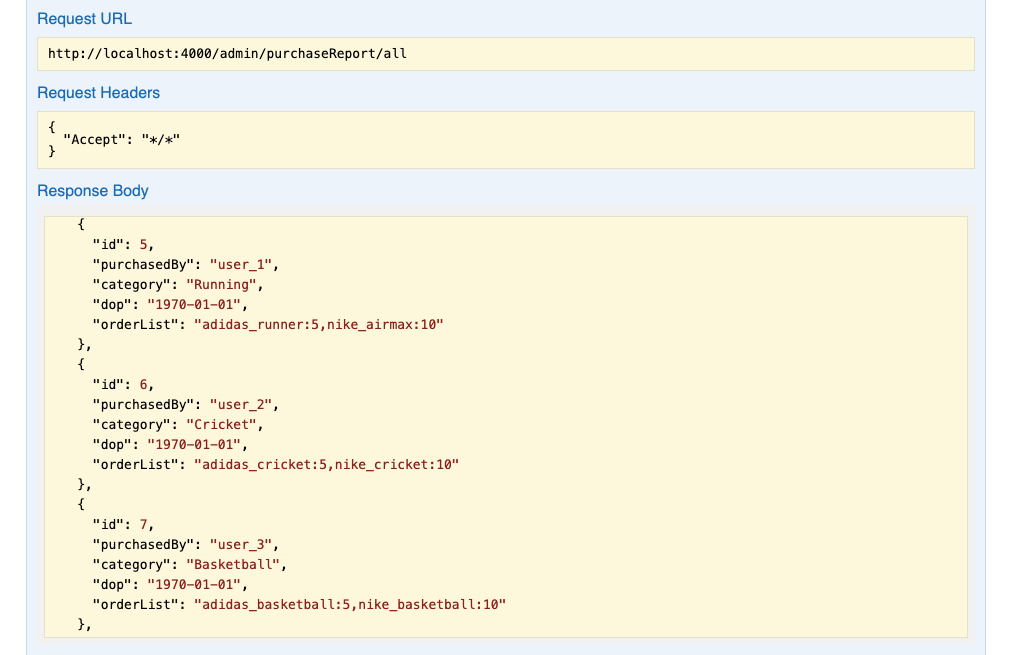 Request URL
http://localhost:4000/admin/purchaseReport/all
Request Headers
{
  "Accept": "*/*"
}
Response Body
    {
      "id": 5,
      "purchasedBy": "user_1",
      "category": "Running",
      "dop": "1970-01-01",
      "orderList": "adidas_runner:5,nike_airmax:10"
    },
    {
      "id": 6,
      "purchasedBy": "user_2",
      "category": "Cricket",
      "dop": "1970-01-01",
      "orderList": "adidas_cricket:5,nike_cricket:10"
    },
    {
      "id": 7,
      "purchasedBy": "user_3",
      "category": "Basketball",
      "dop": "1970-01-01",
      "orderList": "adidas_basketball:5,nike_basketball:10"
    },